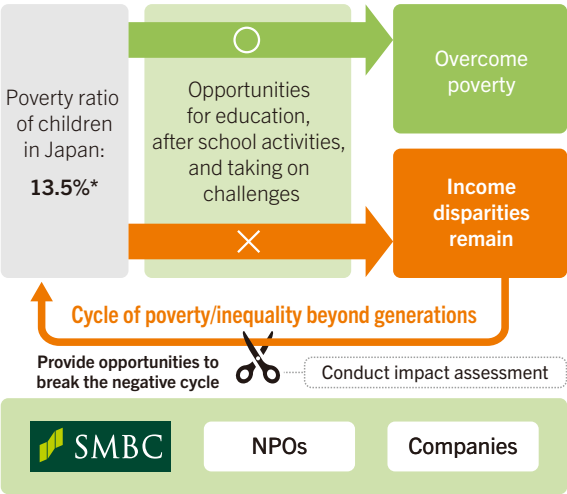 Poverty ratio
of children
in Japan:
13.5%*
Opportunities
for education,
after school activities,
and taking on
challenges
Overcome
poverty
Income
disparities
remain
Cycle of poverty/inequality beyond generations
Provide opportunities to
break the negative cycle
Conduct impact assessment
SMBC
NPOs
Companies